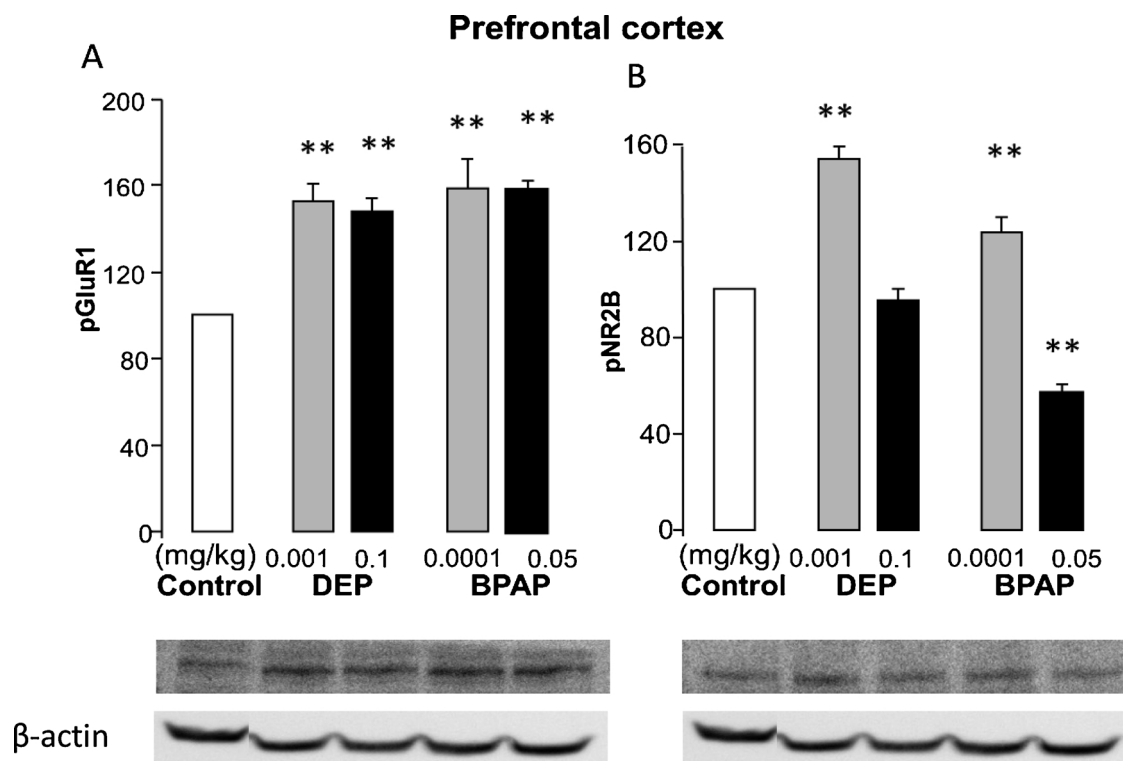 Prefrontal cortex
A
pGluR1
200
160
120
80
40
0
** ** ** **
(mg/kg) 0.001 0.1 0.0001 0.05
Control DEP BPAP
B
pNR2B
160
120
80
40
0
** ** **
(mg/kg) 0.001 0.1 0.0001 0.05
Control DEP BPAP
β-actin